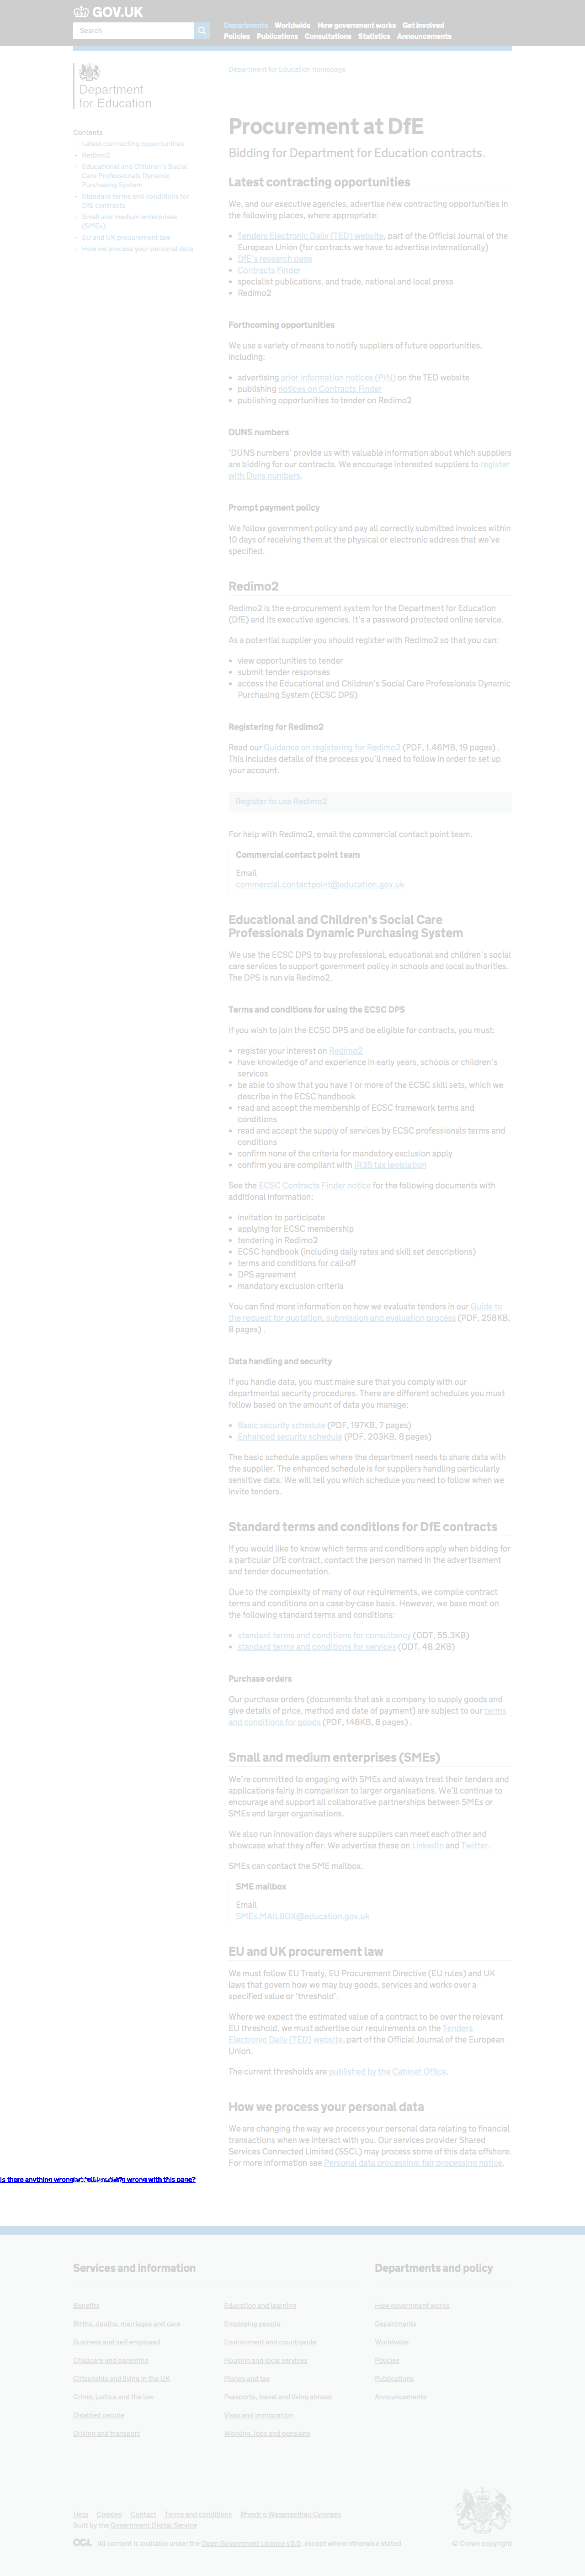 GOV.UK
Search
Departments Worldwide How government works Get involved
Policies Publications Consultations Statistics Announcements
Department
for Education
Department for Education homepage
Contents
Latest contracting opportunities
Redimo2
Educational and Children's Social
Care Professionals Dynamic
Purchasing System
Standard terms and conditions for
DfE contracts
Small and medium enterprises
(SMEs)
EU and UK procurement law
How we process your personal data
Procurement at DfE
Bidding for Department for Education contracts.
Latest contracting opportunities
We, and our executive agencies, advertise new contracting opportunities in
the following places, where appropriate:
Tenders Electronic Daily (TED) website, part of the Official Journal of the
European Union (for contracts we have to advertise internationally)
DfE's research page
Contracts Finder
specialist publications, and trade, national and local press
Redimo2
Forthcoming opportunities
We use a variety of means to notify suppliers of future opportunities,
including:
advertising prior information notices (PIN) on the TED website
publishing notices on Contracts Finder
publishing opportunities to tender on Redimo2
DUNS numbers
'DUNS numbers' provide us with valuable information about which suppliers
are bidding for our contracts. We encourage interested suppliers to register
with Duns numbers.
Prompt payment policy
We follow government policy and pay all correctly submitted invoices within
10 days of receiving them at the physical or electronic address that we've
specified.
Redimo2
Redimo2 is the e-procurement system for the Department for Education
(DfE) and its executive agencies. It's a password-protected online service.
As a potential supplier you should register with Redimo2 so that you can:
view opportunities to tender
submit tender responses
access the Educational and Children's Social Care Professionals Dynamic
Purchasing System (ECSC DPS)
Registering for Redimo2
Read our Guidance on registering for Redimo2 (PDF, 1.46MB, 19 pages) .
This includes details of the process you'll need to follow in order to set up
your account.
Register to use Redimo2
For help with Redimo2, email the commercial contact point team.
Commercial contact point team
Email
commercial.contactpoint@education.gov.uk
Educational and Children's Social Care
Professionals Dynamic Purchasing System
We use the ECSC DPS to buy professional, educational and children's social
care services to support government policy in schools and local authorities.
The DPS is run via Redimo2.
Terms and conditions for using the ECSC DPS
If you wish to join the ECSC DPS and be eligible for contracts, you must:
register your interest on Redimo2
have knowledge of and experience in early years, schools or children's
services
be able to show that you have 1 or more of the ECSC skill sets, which we
describe in the ECSC handbook
read and accept the membership of ECSC framework terms and
conditions
read and accept the supply of services by ECSC professionals terms and
conditions
confirm none of the criteria for mandatory exclusion apply
confirm you are compliant with IR35 tax legislation
See the ECSC Contracts Finder notice for the following documents with
additional information:
invitation to participate
applying for ECSC membership
tendering in Redimo2
ECSC handbook (including daily rates and skill set descriptions)
terms and conditions for call-off
DPS agreement
mandatory exclusion criteria
You can find more information on how we evaluate tenders in our Guide to
the request for quotation, submission and evaluation process (PDF, 258KB,
8 pages) .
Data handling and security
If you handle data, you must make sure that you comply with our
departmental security procedures. There are different schedules you must
follow based on the amount of data you manage:
Basic security schedule (PDF, 197KB, 7 pages)
Enhanced security schedule (PDF, 203KB, 8 pages)
The basic schedule applies where the department needs to share data with
the supplier. The enhanced schedule is for suppliers handling particularly
sensitive data. We will tell you which schedule you need to follow when we
invite tenders.
Standard terms and conditions for DfE contracts
If you would like to know which terms and conditions apply when bidding for
a particular DfE contract, contact the person named in the advertisement
and tender documentation.
Due to the complexity of many of our requirements, we compile contract
terms and conditions on a case-by-case basis. However, we base most on
the following standard terms and conditions:
standard terms and conditions for consultancy (ODT, 55.3KB)
standard terms and conditions for services (ODT, 48.2KB)
Purchase orders
Our purchase orders (documents that ask a company to supply goods and
give details of price, method and date of payment) are subject to our terms
and conditions for goods (PDF, 148KB, 8 pages) .
Small and medium enterprises (SMEs)
We're committed to engaging with SMEs and always treat their tenders and
applications fairly in comparison to larger organisations. We'll continue to
encourage and support all collaborative partnerships between SMEs or
SMEs and larger organisations.
We also run innovation days where suppliers can meet each other and
showcase what they offer. We advertise these on LinkedIn and Twitter.
SMEs can contact the SME mailbox.
SME mailbox
Email
SMEs.MAILBOX@education.gov.uk
EU and UK procurement law
We must follow EU Treaty, EU Procurement Directive (EU rules) and UK
laws that govern how we may buy goods, services and works over a
specified value or 'threshold'.
Where we expect the estimated value of a contract to be over the relevant
EU threshold, we must advertise our requirements on the Tenders
Electronic Daily (TED) website, part of the Official Journal of the European
Union.
The current thresholds are published by the Cabinet Office.
How we process your personal data
We are changing the way we process your personal data relating to financial
transactions when we interact with you. Our services provider Shared
Services Connected Limited (SSCL) may process some of this data offshore.
For more information see Personal data processing: fair processing notice.
Is there anything wrong wrong with this page?
Services and information
Departments and policy
Benefits
Education and learning
How government works
Births, deaths, marriages and care
Employing people
Departments
Business and self-employed
Environment and countryside
Worldwide
Childcare and parenting
Housing and local services
Policies
Citizenship and living in the UK
Money and tax
Publications
Crime, justice and the law
Passports, travel and living abroad
Announcements
Disabled people
Visas and immigration
Driving and transport
Working, jobs and pensions
Help Cookies Contact Terms and conditions Rhestr o Wasanaethau Cymraeg
Built by the Government Digital Service
OGL All content is available under the Open Government Licence v3.0, except where otherwise stated
© Crown copyright